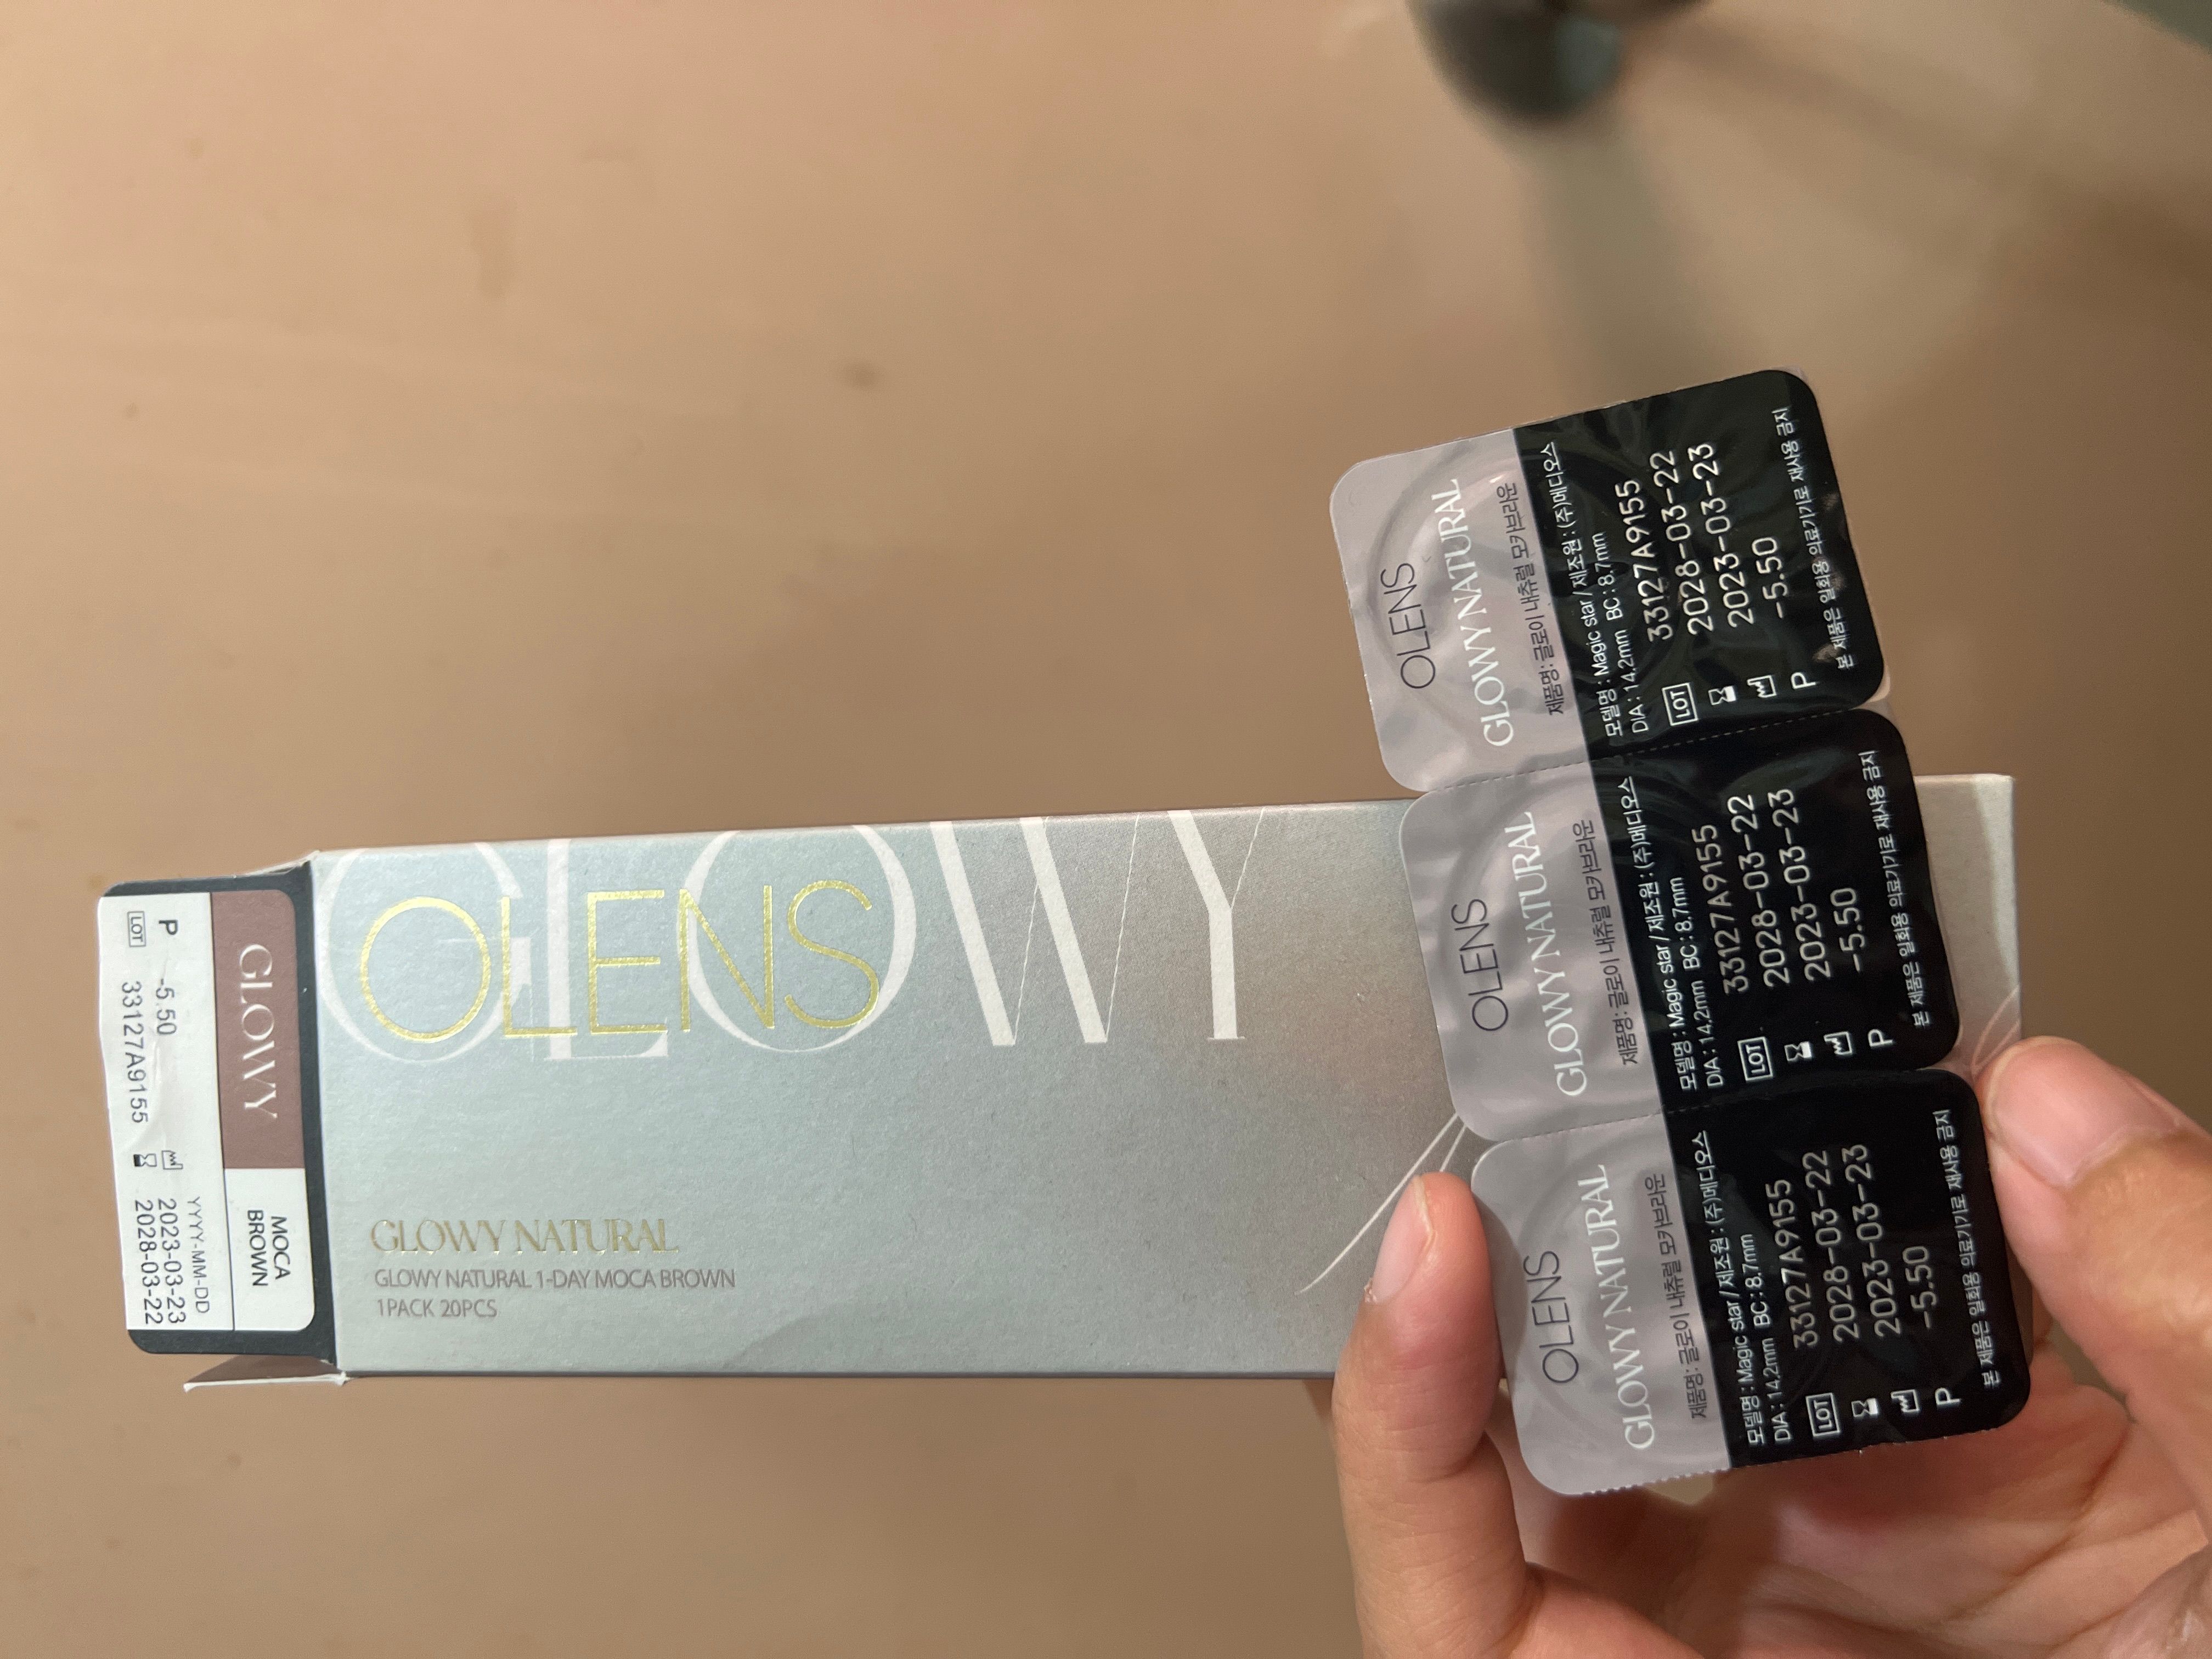 GLOWY
MOCA
BROWN
P -5.50
LOT 33127A9155
YYYY-MM-DD
2023-03-23
2028-03-22
GLOWY
OLENS
GLOWY NATURAL
GLOWY NATURAL 1-DAY MOCA BROWN
1PACK 20PCS
OLENS
GLOWY NATURAL
제품명: 글로이 내츄럴 모카브라운
모델명 : Magic star / 제조원 : (주)메디오스
DIA : 14.2mm BC : 8.7mm
LOT 33127A9155
2028-03-22
2023-03-23
P -5.50
본 제품은 일회용 의료기기로 재사용 금지
OLENS
GLOWY NATURAL
제품명: 글로이 내츄럴 모카브라운
모델명 : Magic star / 제조원 : (주)메디오스
DIA : 14.2mm BC : 8.7mm
LOT 33127A9155
2028-03-22
2023-03-23
P -5.50
본 제품은 일회용 의료기기로 재사용 금지
OLENS
GLOWY NATURAL
제품명: 글로이 내츄럴 모카브라운
모델명 : Magic star / 제조원 : (주)메디오스
DIA : 14.2mm BC : 8.7mm
LOT 33127A9155
2028-03-22
2023-03-23
P -5.50
본 제품은 일회용 의료기기로 재사용 금지